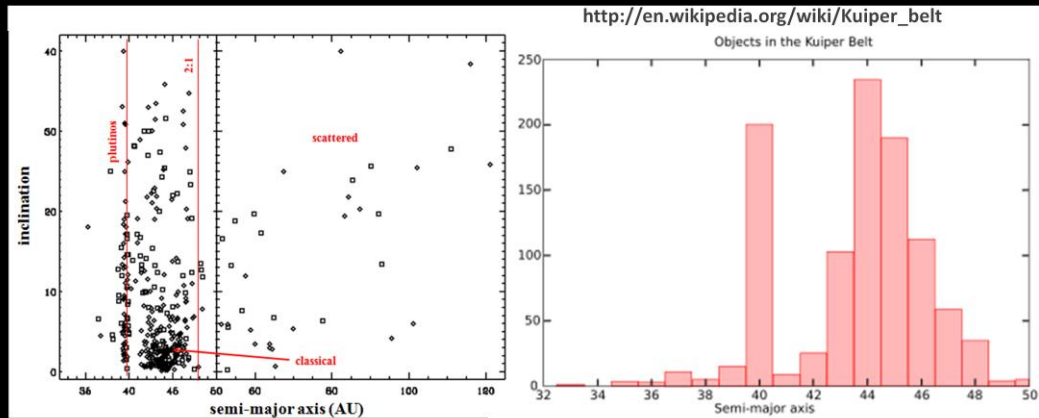 http://en.wikipedia.org/wiki/Kuiper_belt
40
50
20
10
0
inclination
plutinos
2:1
scattered
classical
40 45 60 80 100
semi-major axis (AU)
Objects in the Kuiper Belt
250
200
150
100
50
0
32 34 36 38 40 42 44 46 48 50
Semi-major axis